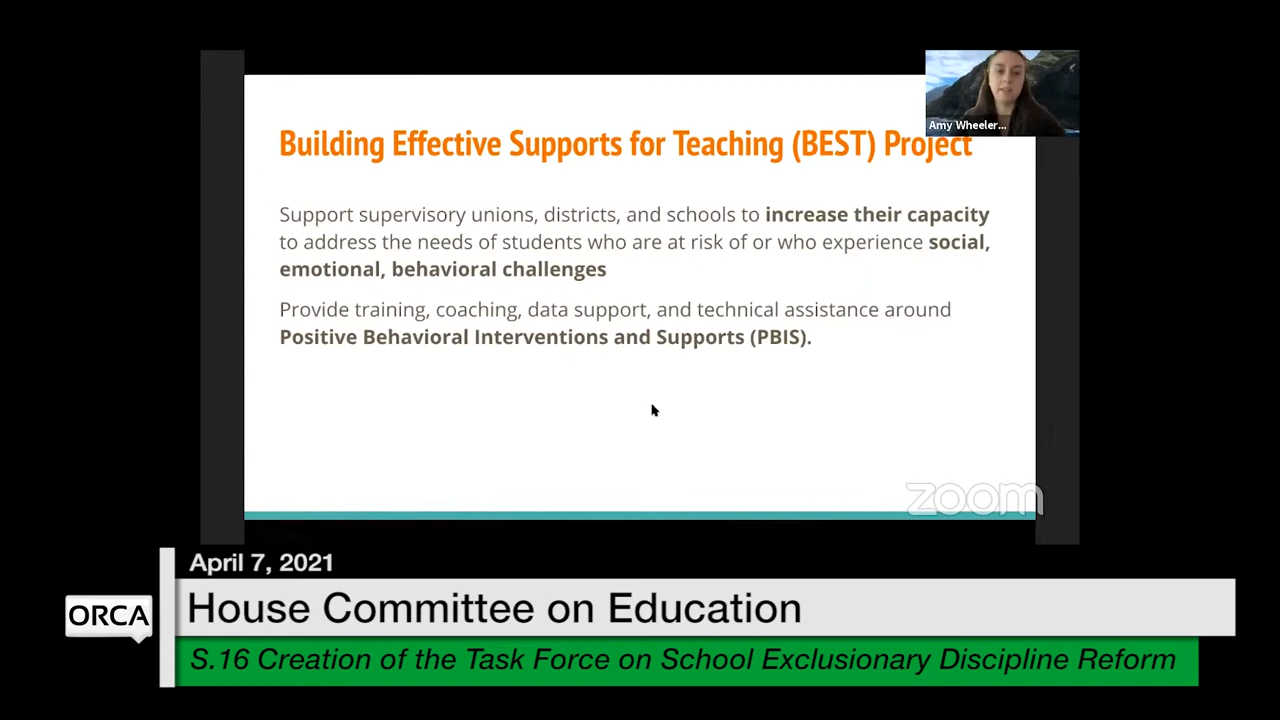 Amy Wheeler...
Building Effective Supports for Teaching (BEST) Project
Support supervisory unions, districts, and schools to increase their capacity
to address the needs of students who are at risk of or who experience social,
emotional, behavioral challenges
Provide training, coaching, data support, and technical assistance around
Positive Behavioral Interventions and Supports (PBIS).
zoom
April 7, 2021
ORCA
House Committee on Education
S.16 Creation of the Task Force on School Exclusionary Discipline Reform